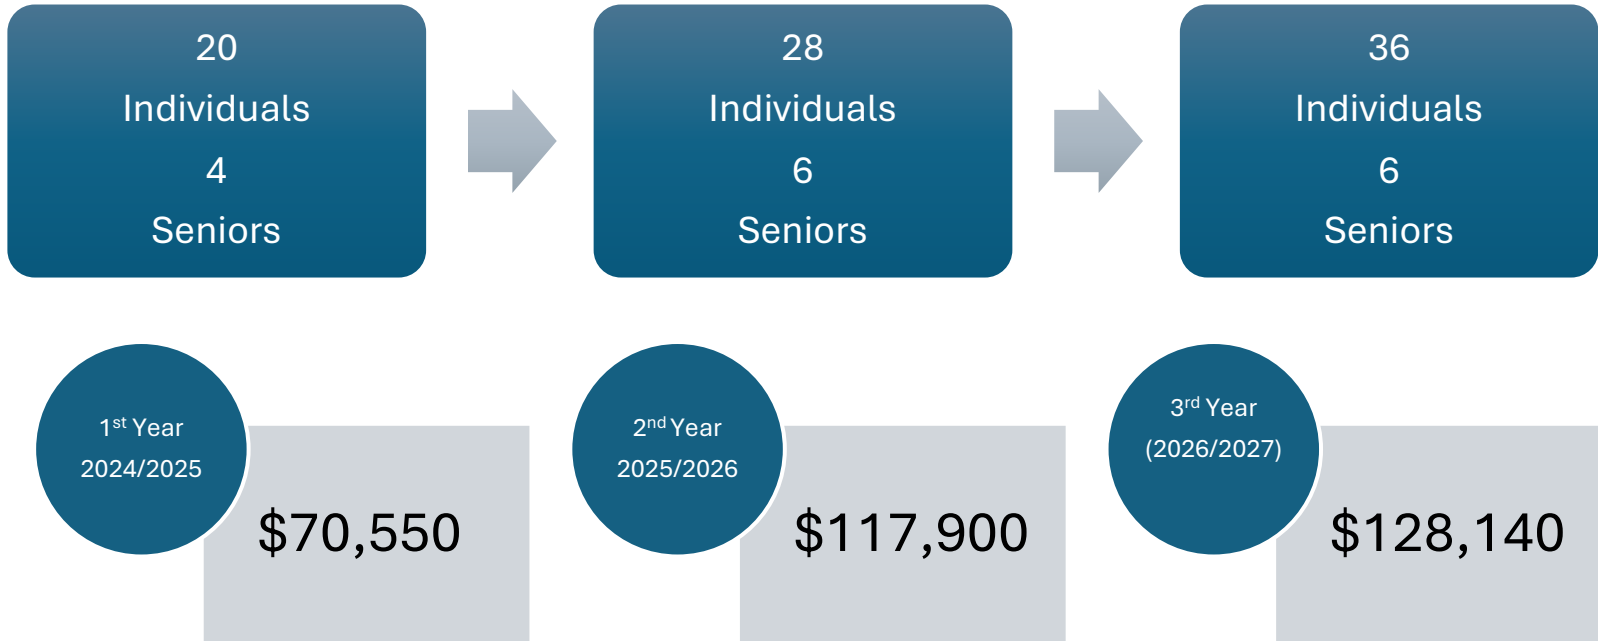 20
Individuals
4
Seniors
28
Individuals
6
Seniors
36
Individuals
6
Seniors
1st Year
2024/2025
$70,550
2nd Year
2025/2026
$117,900
3rd Year
(2026/2027)
$128,140